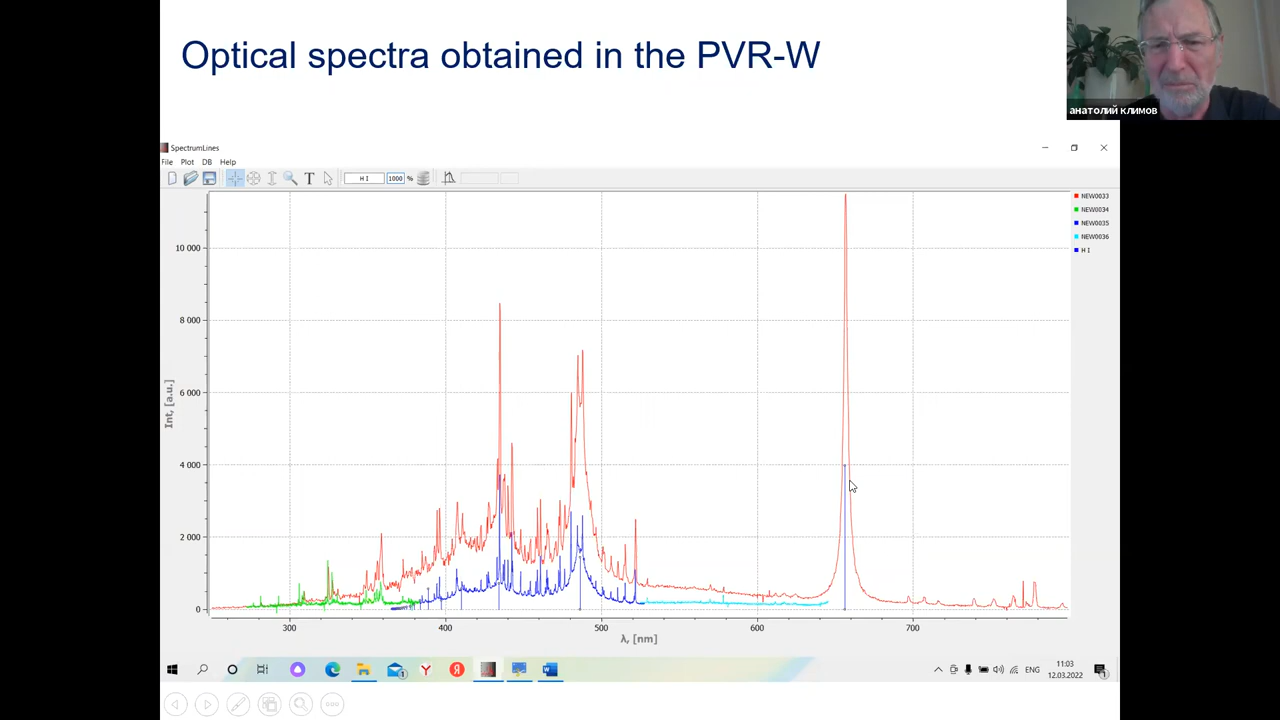 Optical spectra obtained in the PVR-W
анатолий климов
SpectrumLines
File Plot DB Help
T H I 1000 %
NEW0033
NEW0034
NEW0035
NEW0036
H I
10 000
8 000
6 000
4 000
2 000
0
Int, [a.u.]
300 400 500 600 700
λ, [nm]
ENG
11:03
12.03.2022